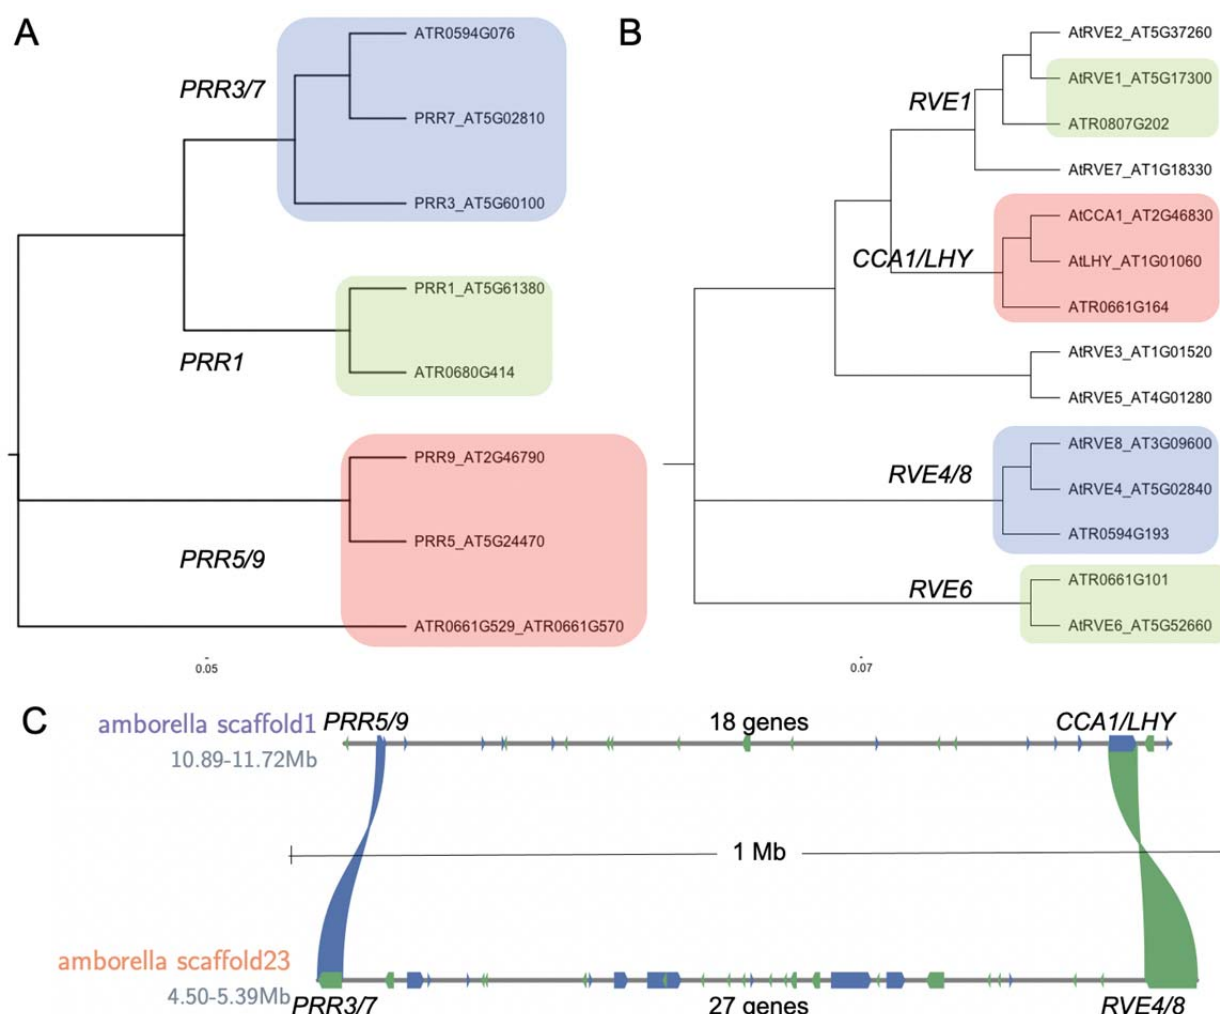 A
PRR3/7
ATR0594G076
PRR7_AT5G02810
PRR3_AT5G60100
PRR1
PRR1_AT5G61380
ATR0680G414
PRR5/9
PRR9_AT2G46790
PRR5_AT5G24470
ATR0661G529_ATR0661G570
0.05
B
RVE1
AtRVE2_AT5G37260
AtRVE1_AT5G17300
ATR0807G202
AtRVE7_AT1G18330
CCA1/LHY
AtCCA1_AT2G46830
AtLHY_AT1G01060
ATR0661G164
AtRVE3_AT1G01520
AtRVE5_AT4G01280
RVE4/8
AtRVE8_AT3G09600
AtRVE4_AT5G02840
ATR0594G193
RVE6
ATR0661G101
AtRVE6_AT5G52660
0.07
C
amborella scaffold1
10.89-11.72Mb
PRR5/9
18 genes
CCA1/LHY
1 Mb
amborella scaffold23
4.50-5.39Mb
PRR3/7
27 genes
RVE4/8